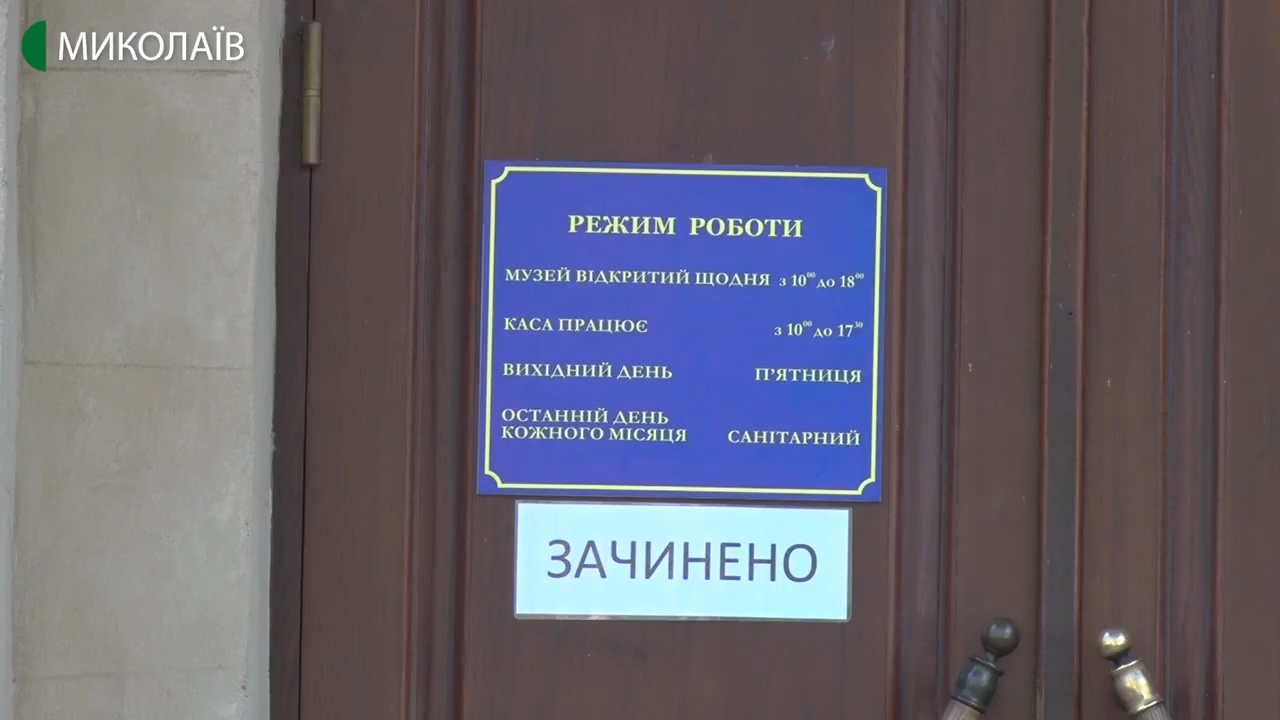 МИКОЛАЇВ
РЕЖИМ РОБОТИ
МУЗЕЙ ВІДКРИТИЙ ЩОДНЯ з 10⁰⁰ до 18⁰⁰
КАСА ПРАЦЮЄ з 10⁰⁰ до 17³⁰
ВИХІДНИЙ ДЕНЬ П'ЯТНИЦЯ
ОСТАННІЙ ДЕНЬ
КОЖНОГО МІСЯЦЯ САНІТАРНИЙ
ЗАЧИНЕНО